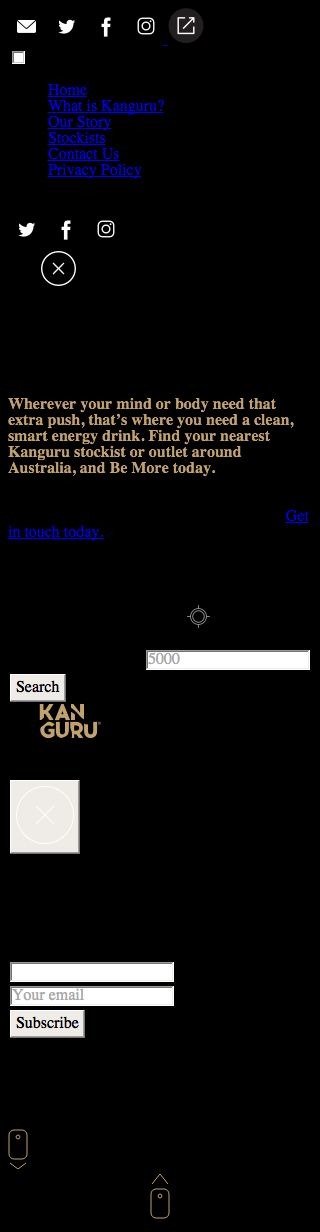 Home
What is Kanguru?
Our Story
Stockists
Contact Us
Privacy Policy
Wherever your mind or body need that
extra push, that's where you need a clean,
smart energy drink. Find your nearest
Kanguru stockist or outlet around
Australia, and Be More today.
Get
in touch today.
5000
Search
KAN
GURU®
Your email
Subscribe